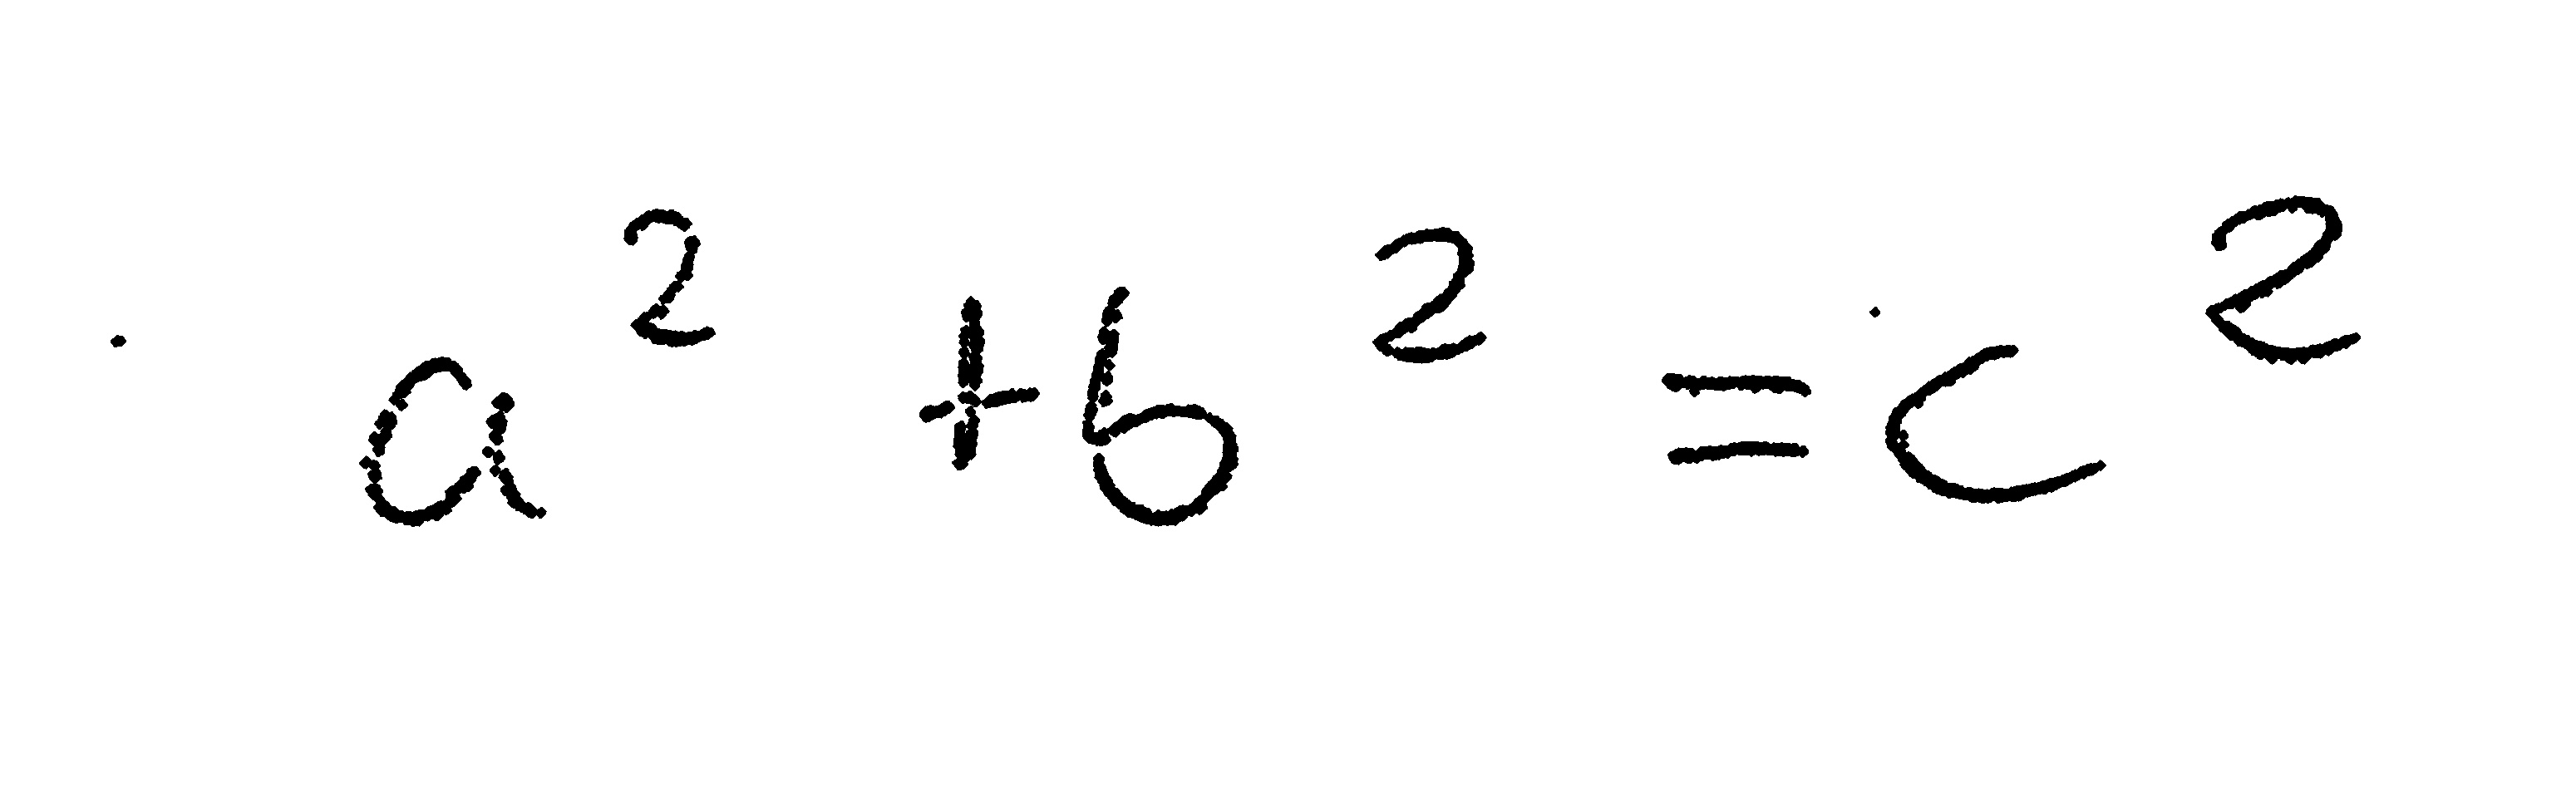 a² + b² = c²